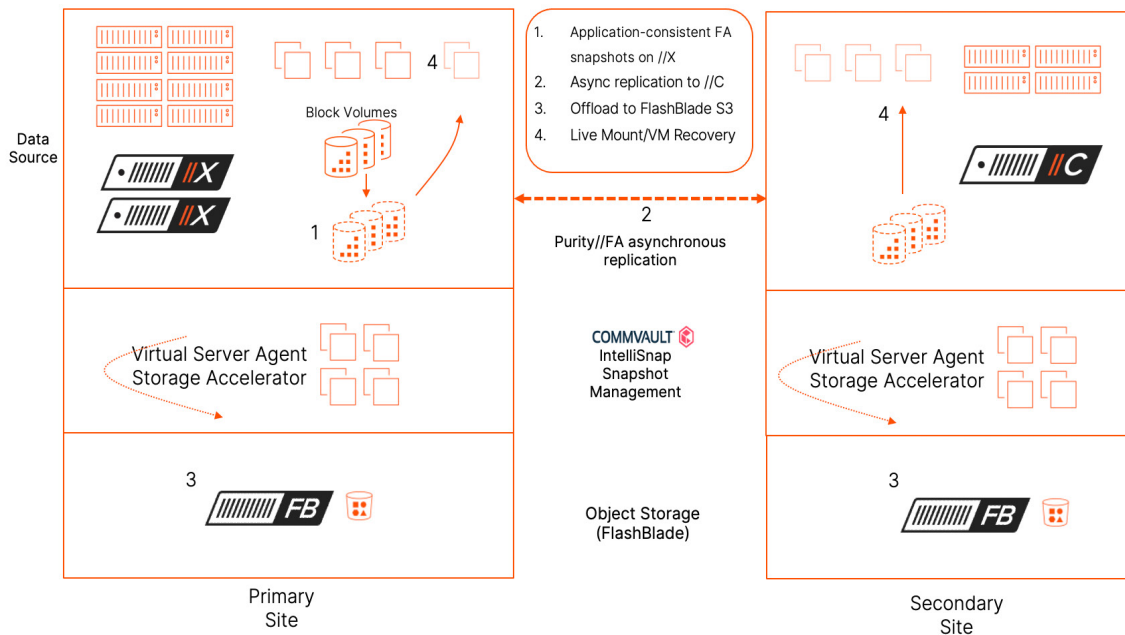 1. Application-consistent FA
snapshots on //X
2. Async replication to //C
3. Offload to FlashBlade S3
4. Live Mount/VM Recovery
4
Block Volumes
Data
Source
//X
//X
1
2
Purity//FA asynchronous
replication
4
//C
Virtual Server Agent
Storage Accelerator
COMMVAULT
IntelliSnap
Snapshot
Management
Virtual Server Agent
Storage Accelerator
3
FB
Object Storage
(FlashBlade)
3
FB
Primary
Site
Secondary
Site